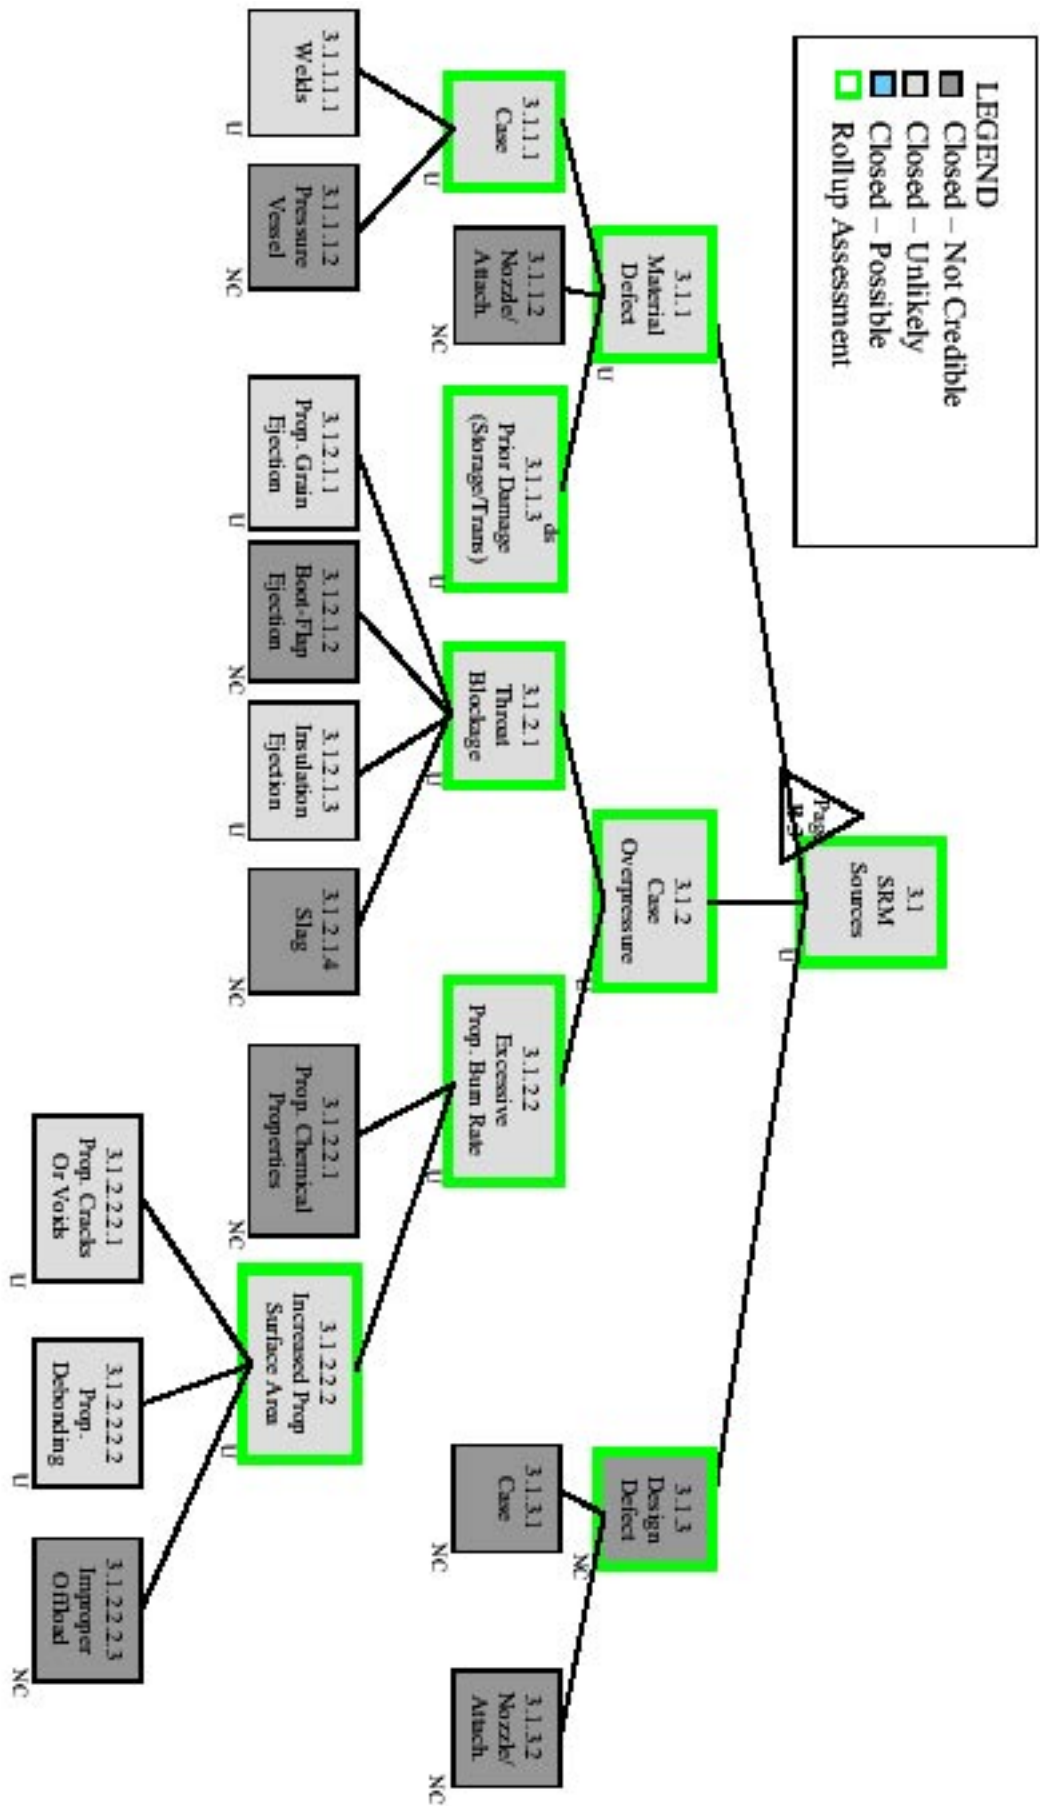 LEGEND
Closed – Not Credible
Closed – Unlikely
Closed – Possible
Rollup Assessment
Page
3.1
SRM
Sources
U
3.1.1
Material
Defect
U
3.1.2
Case
Overpressure
U
3.1.3
Design
Defect
NC
3.1.1.1
Case
U
3.1.1.2
Nozzle/
Attach.
NC
3.1.1.3 ds
Prior Damage
(Storage/Trans)
U
3.1.2.1
Throat
Blockage
U
3.1.2.2
Excessive
Prop. Burn Rate
U
3.1.3.1
Case
NC
3.1.3.2
Nozzle/
Attach.
NC
3.1.1.1.1
Welds
U
3.1.1.1.2
Pressure
Vessel
NC
3.1.2.1.1
Prop. Grain
Ejection
U
3.1.2.1.2
Boot-Flap
Ejection
NC
3.1.2.1.3
Insulation
Ejection
U
3.1.2.1.4
Slag
NC
3.1.2.2.1
Prop. Chemical
Properties
NC
3.1.2.2.2
Increased Prop
Surface Area
U
3.1.2.2.2.1
Prop. Cracks
Or Voids
U
3.1.2.2.2.2
Prop.
Debonding
U
3.1.2.2.2.3
Improper
Offload
NC